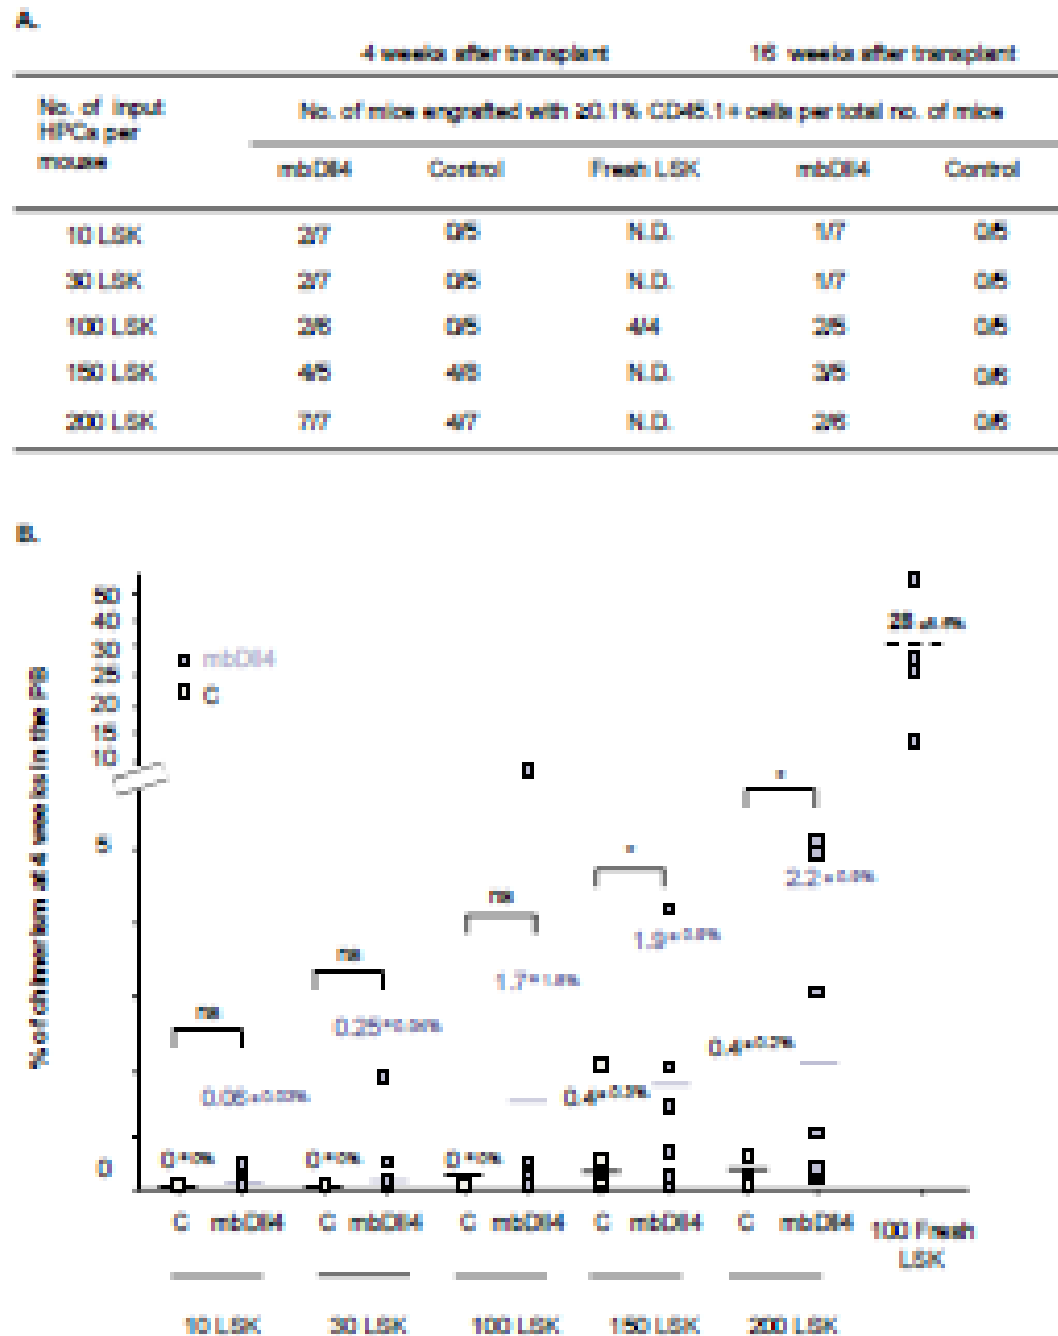 A.
4 weeks after transplant 16 weeks after transplant
No. of input HPCs per mouse
No. of mice engrafted with ≥0.1% CD45.1+ cells per total no. of mice
mbDll4 Control Fresh LSK mbDll4 Control
10 LSK 2/7 0/5 N.D. 1/7 0/5
30 LSK 2/7 0/5 N.D. 1/7 0/5
100 LSK 2/6 0/5 4/4 2/5 0/5
150 LSK 4/5 N.D. 3/5
200 LSK 7/7 4/7 N.D.
B.
% of chimerism at 4 weeks in the PB
50
40
30
25
20
15
10
5
0
mbDll4
C
28
*
2.2
*
ns
1.9
ns
1.7
0.25
0.4
ns
0.4
0 ± 0% 0 ± 0% 0 ± 0%
C mbDll4 C mbDll4 C mbDll4 C mbDll4 C mbDll4 100 Fresh LSK
10 LSK 30 LSK 100 LSK 150 LSK 200 LSK